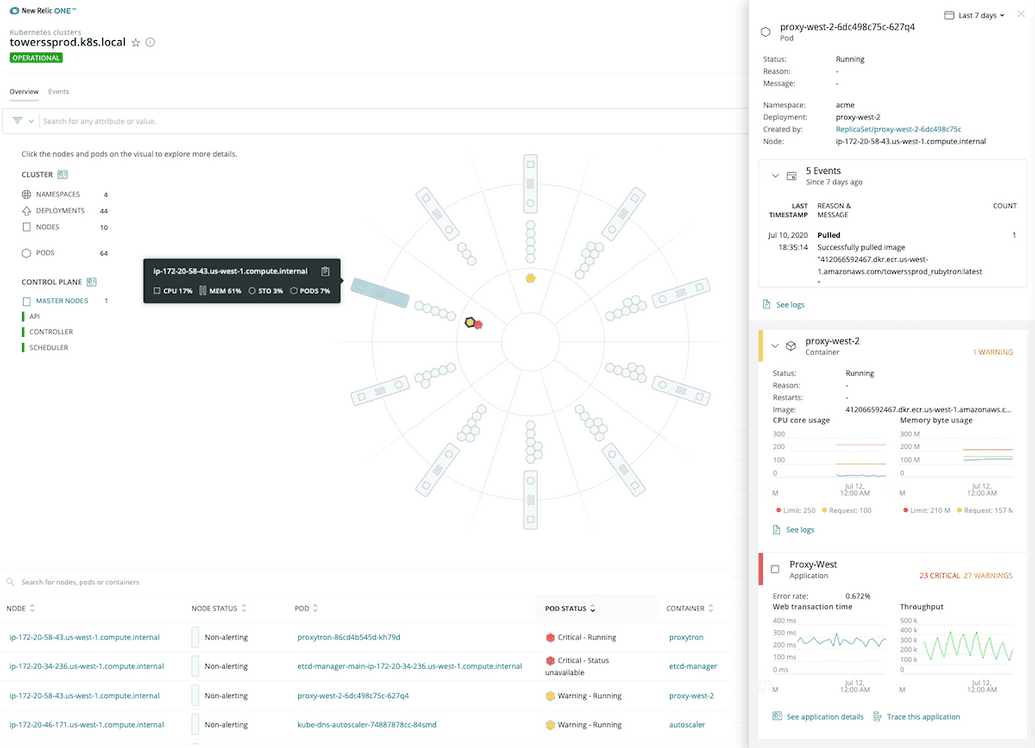 New Relic ONE™
Kubernetes clusters
towerssprod.k8s.local
OPERATIONAL
Overview Events
Search for any attribute or value.
Click the nodes and pods on the visual to explore more details.
CLUSTER
NAMESPACES 4
DEPLOYMENTS 44
NODES 10
PODS 64
CONTROL PLANE
MASTER NODES 1
API
CONTROLLER
SCHEDULER
ip-172-20-58-43.us-west-1.compute.internal
CPU 17% MEM 61% STO 3% PODS 7%
Search for nodes, pods or containers
NODE NODE STATUS POD POD STATUS CONTAINER
ip-172-20-58-43.us-west-1.compute.internal Non-alerting proxytron-86cd4b545d-kh79d Critical - Running proxytron
ip-172-20-34-236.us-west-1.compute.internal Non-alerting etcd-manager-main-ip-172-20-34-236.us-west-1.compute.internal Critical - Status unavailable etcd-manager
ip-172-20-58-43.us-west-1.compute.internal Non-alerting proxy-west-2-6dc498c75c-627q4 Warning - Running proxy-west-2
ip-172-20-46-171.us-west-1.compute.internal Non-alerting kube-dns-autoscaler-74887878cc-84smd Warning - Running autoscaler
Last 7 days
proxy-west-2-6dc498c75c-627q4
Pod
Status: Running
Reason: -
Message: -
Namespace: acme
Deployment: proxy-west-2
Created by: ReplicaSet/proxy-west-2-6dc498c75c
Node: ip-172-20-58-43.us-west-1.compute.internal
5 Events
Since 7 days ago
LAST TIMESTAMP REASON & MESSAGE COUNT
Jul 10, 2020 Pulled 1
18:35:14 Successfully pulled image
"412066592467.dkr.ecr.us-west-
1.amazonaws.com/towerssprod_rubytron:latest
"
See logs
proxy-west-2
Container
1 WARNING
Status: Running
Reason: -
Restarts: -
Image: 412066592467.dkr.ecr.us-west-1.amazonaws.c...
CPU core usage
300
200
100
0
M
Jul 12,
12:00 AM
Limit: 250 Request: 100
Memory byte usage
300 M
200 M
100 M
0
M
Jul 12,
12:00 AM
Limit: 210 M Request: 157 M
See logs
Proxy-West
Application
23 CRITICAL 27 WARNINGS
Error rate: 0.672%
Web transaction time
400 ms
300 ms
200 ms
100 ms
0 ms
M
Jul 12,
12:00 AM
Throughput
500 k
400 k
300 k
200 k
100 k
0
M
Jul 12,
12:00 AM
See application details Trace this application